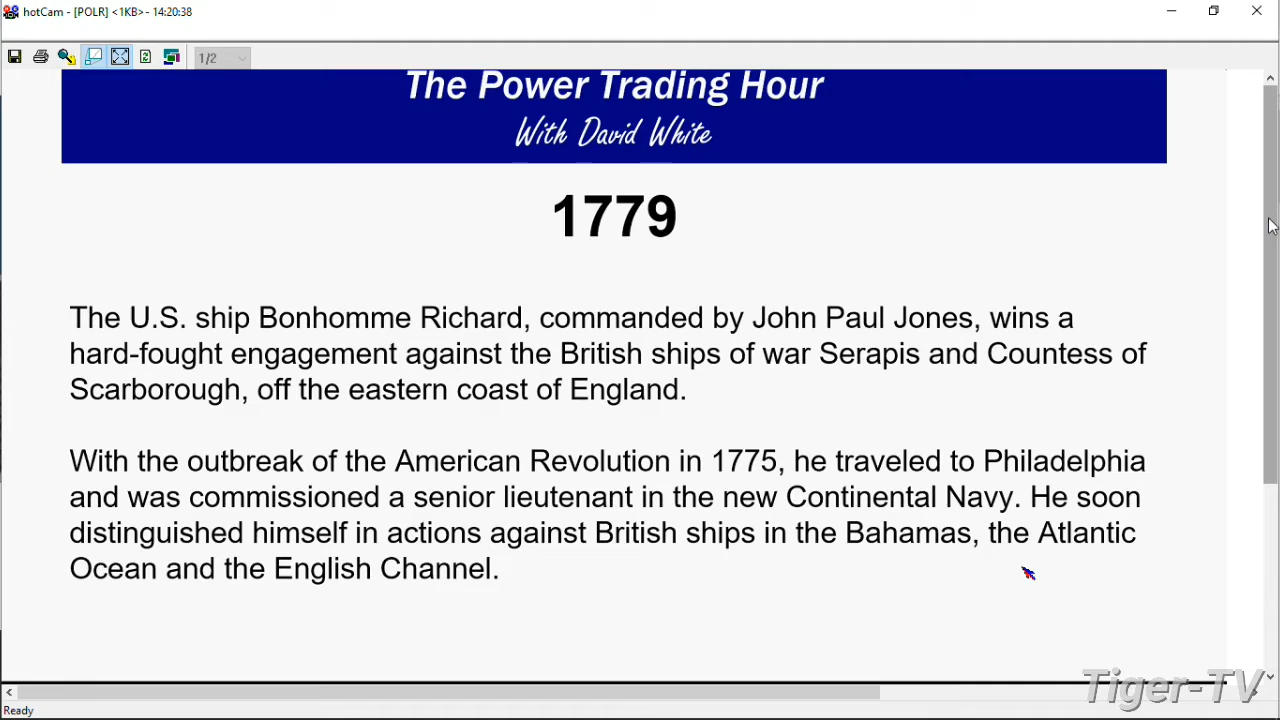 hotCam - [POLR] <1KB> - 14:20:38
1/2
The Power Trading Hour
With David White
1779
The U.S. ship Bonhomme Richard, commanded by John Paul Jones, wins a
hard-fought engagement against the British ships of war Serapis and Countess of
Scarborough, off the eastern coast of England.
With the outbreak of the American Revolution in 1775, he traveled to Philadelphia
and was commissioned a senior lieutenant in the new Continental Navy. He soon
distinguished himself in actions against British ships in the Bahamas, the Atlantic
Ocean and the English Channel.
Tiger-TV
Ready